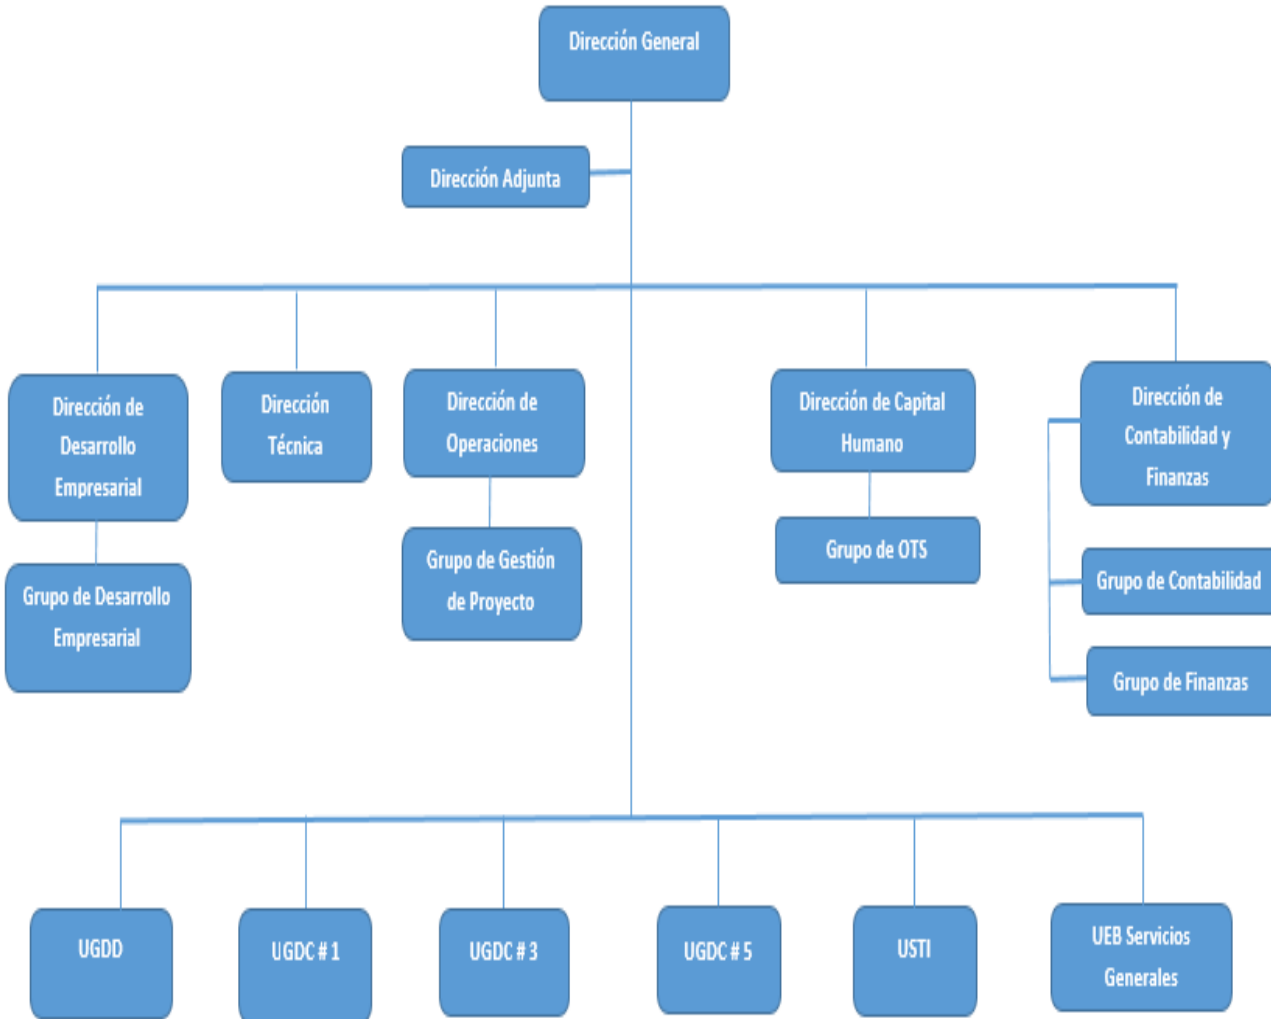 Dirección General
Dirección Adjunta
Dirección de
Desarrollo
Empresarial
Dirección
Técnica
Dirección de
Operaciones
Dirección de Capital
Humano
Dirección de
Contabilidad y
Finanzas
Grupo de Desarrollo
Empresarial
Grupo de Gestión
de Proyecto
Grupo de OTS
Grupo de Contabilidad
Grupo de Finanzas
UGDD
UGDC # 1
UGDC # 3
UGDC # 5
USTI
UEB Servicios
Generales